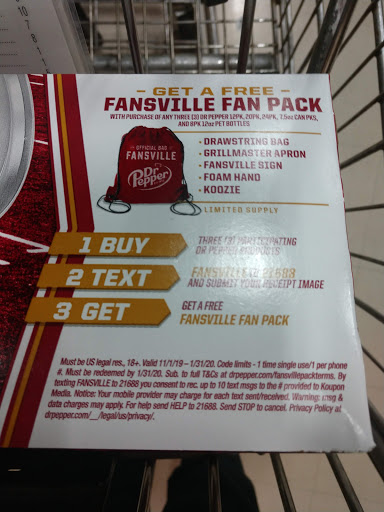 - GET A FREE -
FANSVILLE FAN PACK
WITH PURCHASE OF ANY THREE (3) DR PEPPER 12PK, 20PK, 24PK, 7.5oz CAN PKS,
AND 6PK 12oz PET BOTTLES
OFFICIAL BAG
FANSVILLE
Dr Pepper
• DRAWSTRING BAG
• GRILLMASTER APRON
• FANSVILLE SIGN
• FOAM HAND
• KOOZIE
LIMITED SUPPLY
1 BUY
THREE (3) PARTICIPATING
DR PEPPER PRODUCTS
2 TEXT
FANSVILLE to 21688
AND SUBMIT YOUR RECEIPT IMAGE
3 GET
GET A FREE
FANSVILLE FAN PACK
Must be US legal res., 18+. Valid 11/1/19 – 1/31/20. Code limits - 1 time single use/1 per phone
#. Must be redeemed by 1/31/20. Sub. to full T&Cs at drpepper.com/fansvillepackterms. By
texting FANSVILLE to 21688 you consent to rec. up to 10 text msgs to the # provided to Koupon
Media. Notice: Your mobile provider may charge for each text sent/received. Warning: msg &
data charges may apply. For help send HELP to 21688. Send STOP to cancel. Privacy Policy at
drpepper.com/__/legal/us/privacy/.